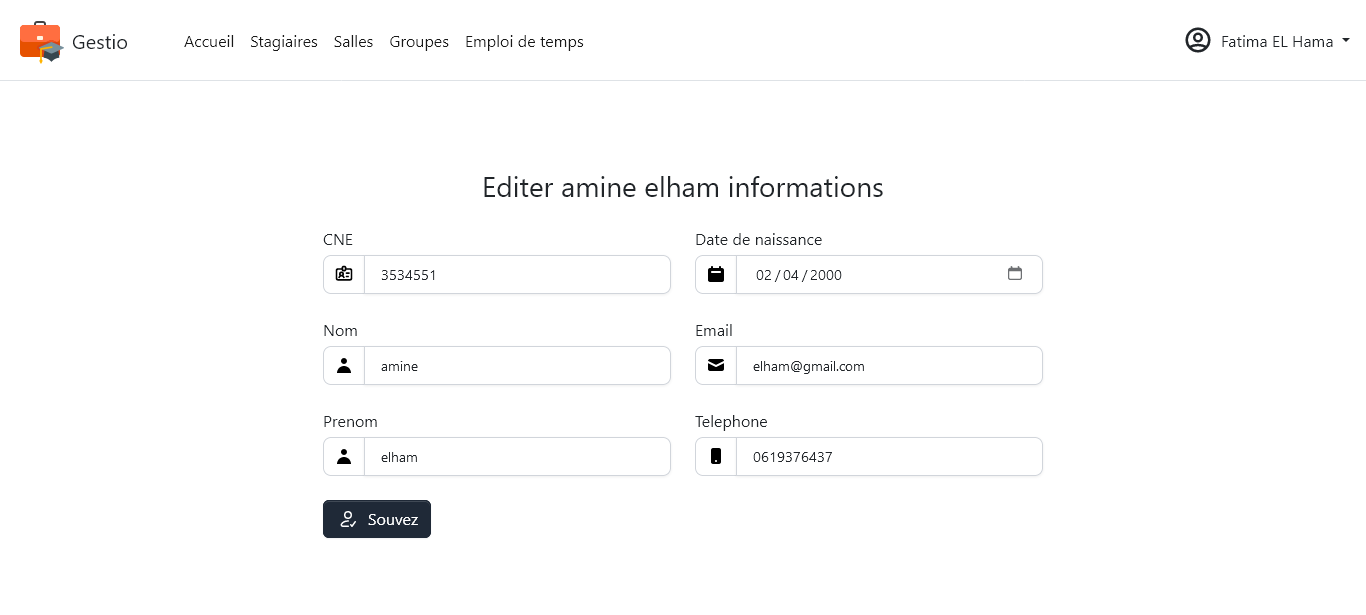 Gestio
Accueil Stagiaires Salles Groupes Emploi de temps
Fatima EL Hama
Editer amine elham informations
CNE
3534551
Date de naissance
02 / 04 / 2000
Nom
amine
Email
elham@gmail.com
Prenom
elham
Telephone
0619376437
Souvez